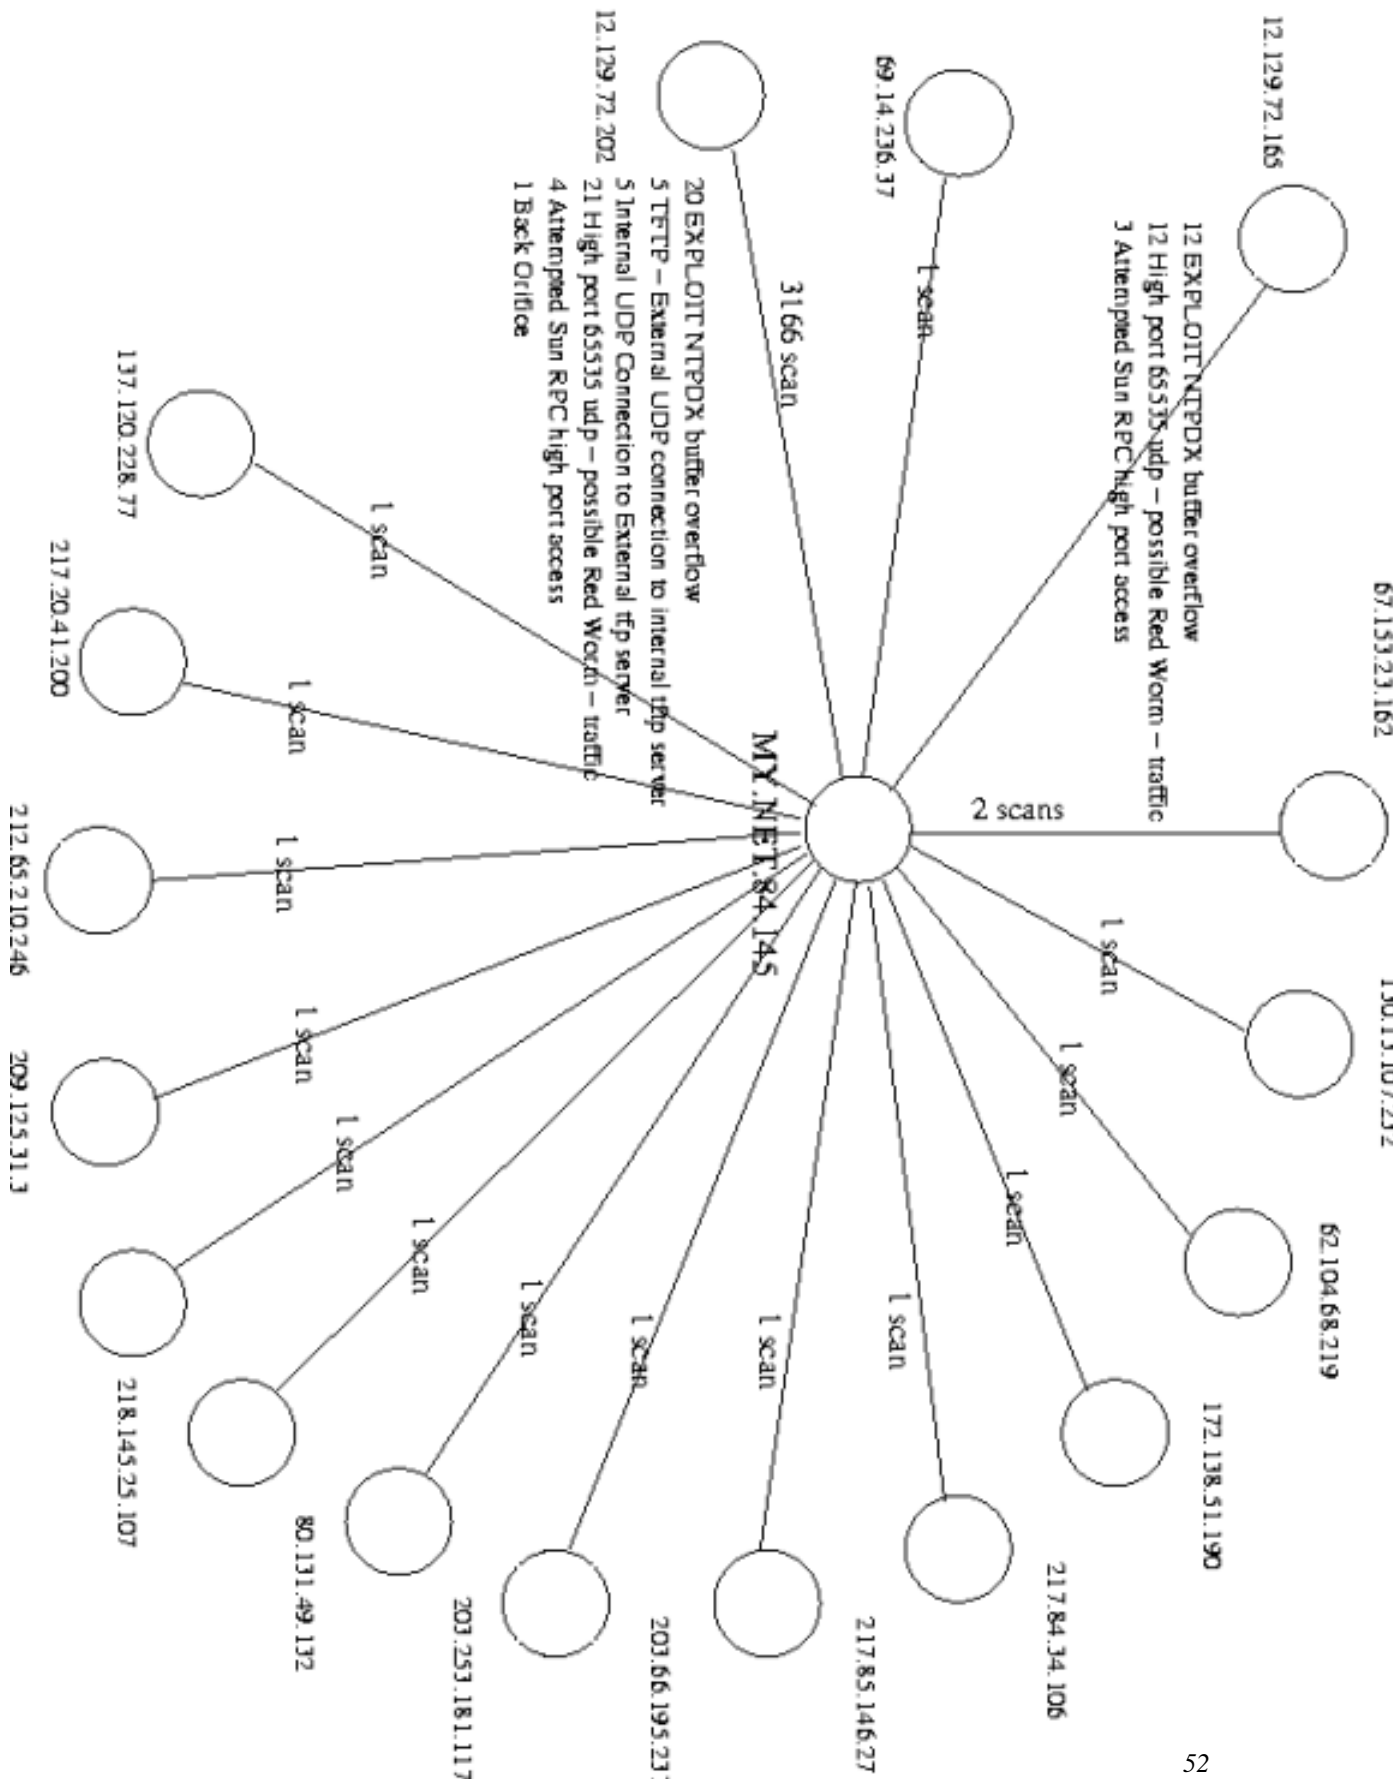 12.129.72.165
12 EXPLOIT NTPDX buffer overflow
12 High port 65535 udp – possible Red Worm – traffic
3 Attempted Sun RPC high port access
69.14.236.37
1 scan
12.129.72.202
3166 scan
20 EXPLOIT NTPDX buffer overflow
5 TFTP – External UDP connection to internal tftp server
5 Internal UDP Connection to External tftp server
21 High port 65535 udp – possible Red Worm – traffic
4 Attempted Sun RPC high port access
1 Back Orifice
137.120.228.77
1 scan
217.20.41.200
1 scan
212.65.210.246
1 scan
209.125.31.3
1 scan
218.145.25.107
1 scan
80.131.49.132
1 scan
203.253.181.117
1 scan
1 scan
217.85.146.27
1 scan
217.84.34.106
1 scan
172.138.51.190
1 scan
62.104.68.219
1 scan
1 scan
67.153.23.162
2 scans
MY.NET.84.145
52